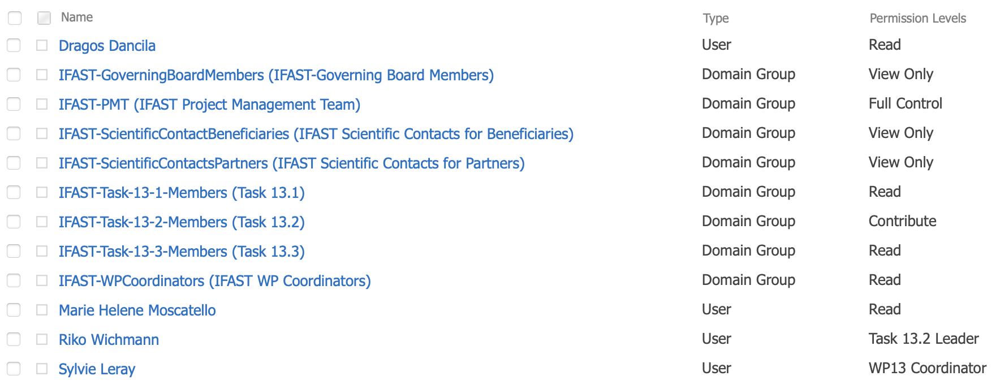 Name Type Permission Levels
Dragos Dancila User Read
IFAST-GoverningBoardMembers (IFAST-Governing Board Members) Domain Group View Only
IFAST-PMT (IFAST Project Management Team) Domain Group Full Control
IFAST-ScientificContactBeneficiaries (IFAST Scientific Contacts for Beneficiaries) Domain Group View Only
IFAST-ScientificContactsPartners (IFAST Scientific Contacts for Partners) Domain Group View Only
IFAST-Task-13-1-Members (Task 13.1) Domain Group Read
IFAST-Task-13-2-Members (Task 13.2) Domain Group Contribute
IFAST-Task-13-3-Members (Task 13.3) Domain Group Read
IFAST-WPCoordinators (IFAST WP Coordinators) Domain Group Read
Marie Helene Moscatello User Read
Riko Wichmann User Task 13.2 Leader
Sylvie Leray User WP13 Coordinator